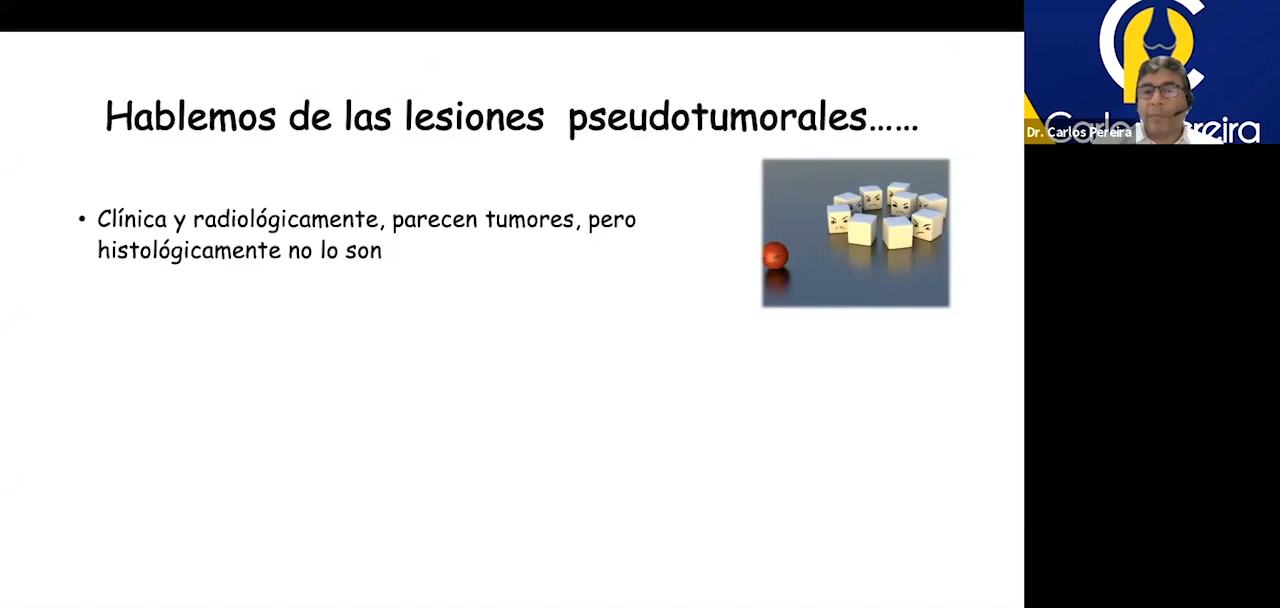 Hablemos de las lesiones pseudotumorales......
• Clínica y radiológicamente, parecen tumores, pero
histológicamente no lo son
Dr. Carlos Pereira